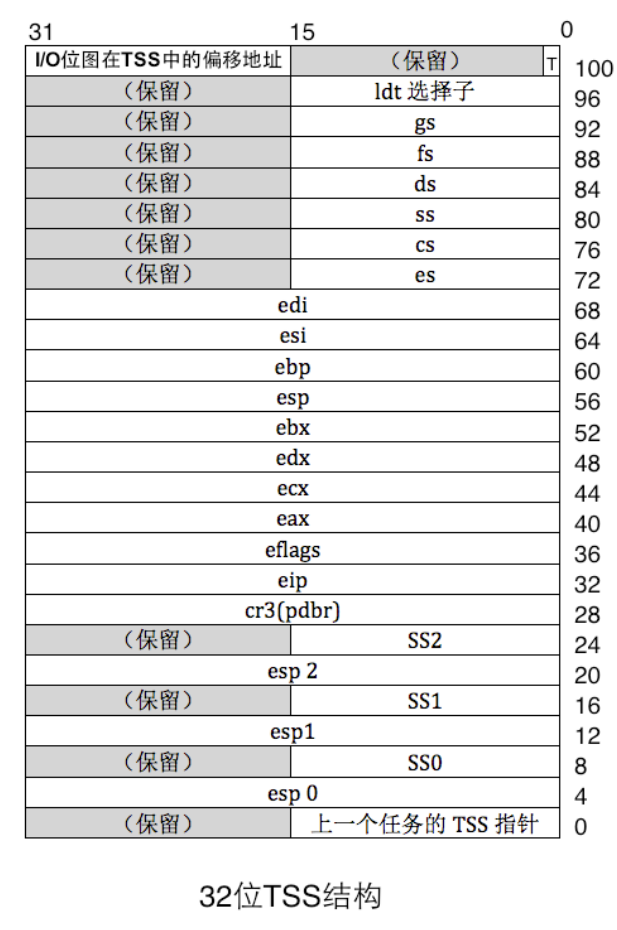 31 15 0
I/O位图在TSS中的偏移地址 （保留） T 100
（保留） ldt 选择子 96
（保留） gs 92
（保留） fs 88
（保留） ds 84
（保留） ss 80
（保留） cs 76
（保留） es 72
edi 68
esi 64
ebp 60
esp 56
ebx 52
edx 48
ecx 44
eax 40
eflags 36
eip 32
cr3(pdbr) 28
（保留） SS2 24
esp 2 20
（保留） SS1 16
esp1 12
（保留） SS0 8
esp 0 4
（保留） 上一个任务的 TSS 指针 0
32位TSS结构